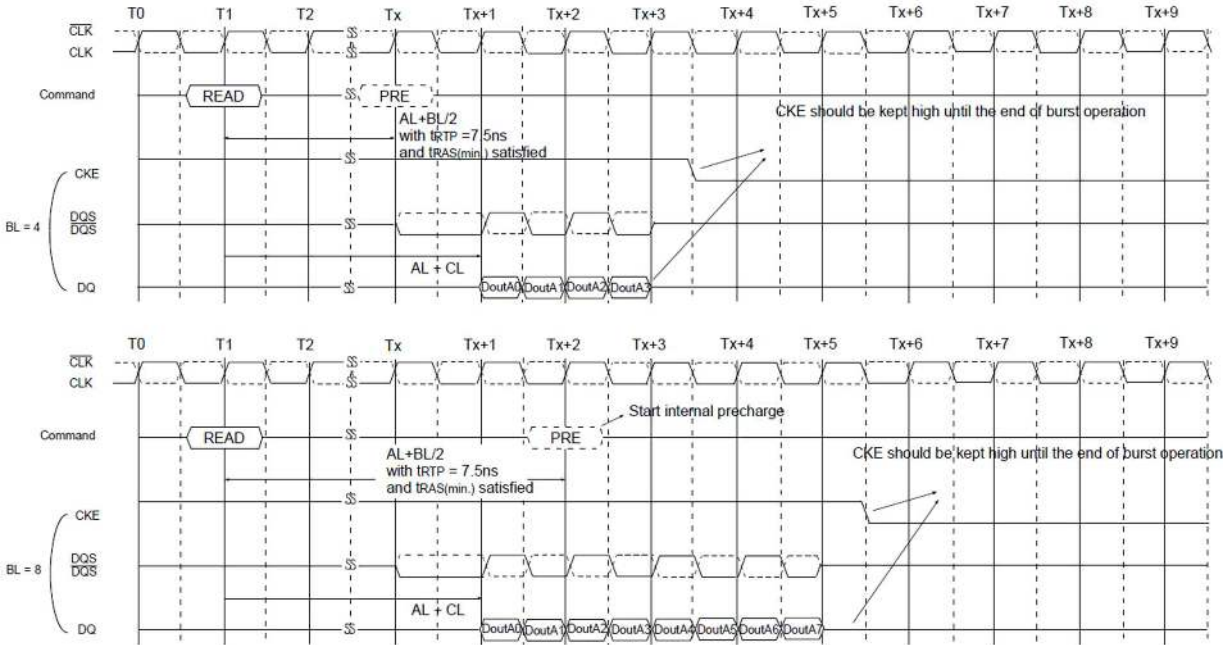 T0 T1 T2 Tx Tx+1 Tx+2 Tx+3 Tx+4 Tx+5 Tx+6 Tx+7 Tx+8 Tx+9
CLK
CLK
Command READ PRE
CKE should be kept high until the end of burst operation
AL+BL/2
with tRTP =7.5ns
and tRAS(min.) satisfied
CKE
DQS
DQS
BL = 4
AL + CL
DQ DoutA0 DoutA1 DoutA2 DoutA3
T0 T1 T2 Tx Tx+1 Tx+2 Tx+3 Tx+4 Tx+5 Tx+6 Tx+7 Tx+8 Tx+9
CLK
CLK
Start internal precharge
Command READ PRE
AL+BL/2
with tRTP = 7.5ns
and tRAS(min.) satisfied
CKE should be kept high until the end of burst operation
CKE
DQS
DQS
BL = 8
AL + CL
DQ DoutA0 DoutA1 DoutA2 DoutA3 DoutA4 DoutA5 DoutA6 DoutA7